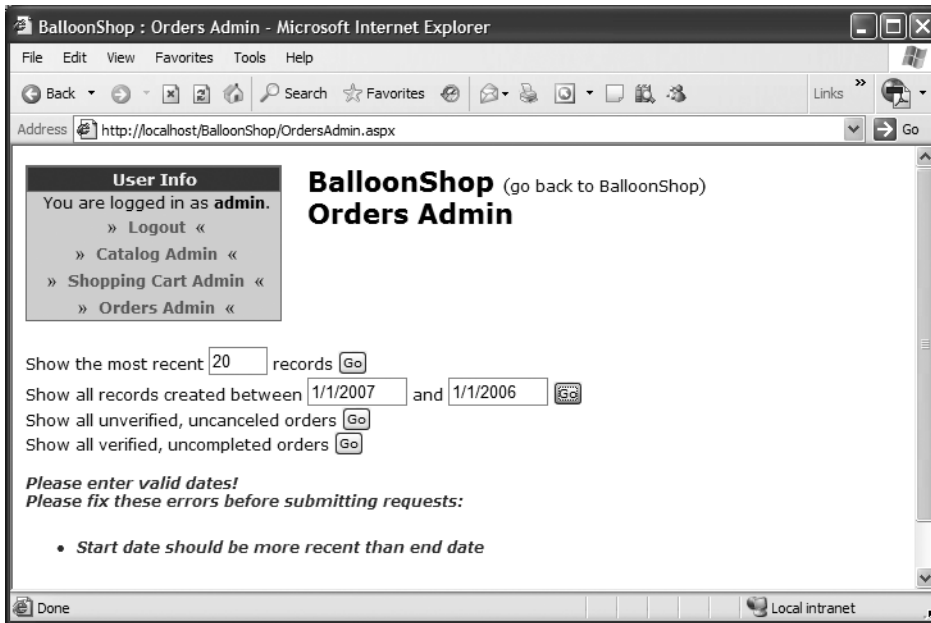 BalloonShop : Orders Admin - Microsoft Internet Explorer
File Edit View Favorites Tools Help
Back Search Favorites Links »
Address http://localhost/BalloonShop/OrdersAdmin.aspx Go
User Info
You are logged in as admin.
» Logout «
» Catalog Admin «
» Shopping Cart Admin «
» Orders Admin «
BalloonShop (go back to BalloonShop)
Orders Admin
Show the most recent 20 records Go
Show all records created between 1/1/2007 and 1/1/2006 Go
Show all unverified, uncanceled orders Go
Show all verified, uncompleted orders Go
Please enter valid dates!
Please fix these errors before submitting requests:
• Start date should be more recent than end date
Done Local intranet